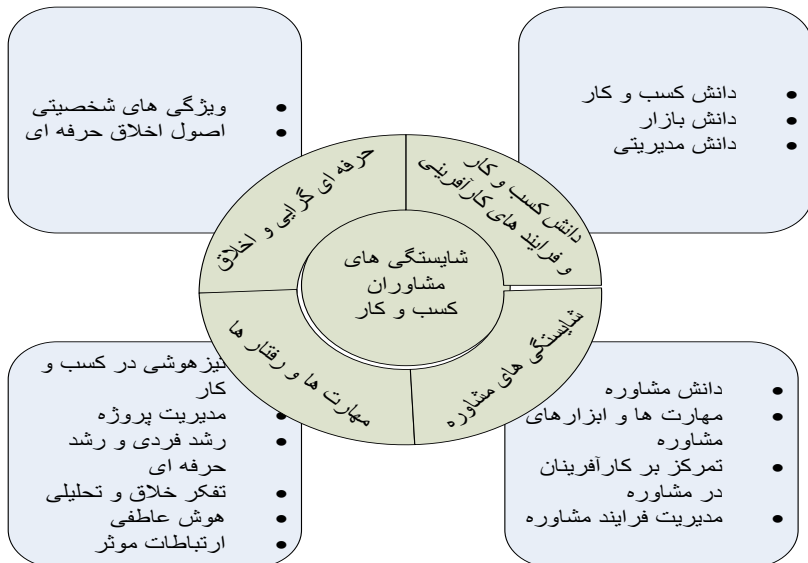 ویژگی های شخصیتی
اصول اخلاق حرفه ای
دانش کسب و کار
دانش بازار
دانش مدیریتی
حرفه ای گرایی و اخلاق
دانش کسب و کار
و فرایند های کارآفرینی
شایستگی های
مشاوران
کسب و کار
مهارت ها و رفتار ها
شایستگی های مشاوره
تیزهوشی در کسب و
کار
مدیریت پروژه
رشد فردی و رشد
حرفه ای
تفکر خلاق و تحلیلی
هوش عاطفی
ارتباطات موثر
دانش مشاوره
مهارت ها و ابزارهای
مشاوره
تمرکز بر کارآفرینان
در مشاوره
مدیریت فرایند مشاوره